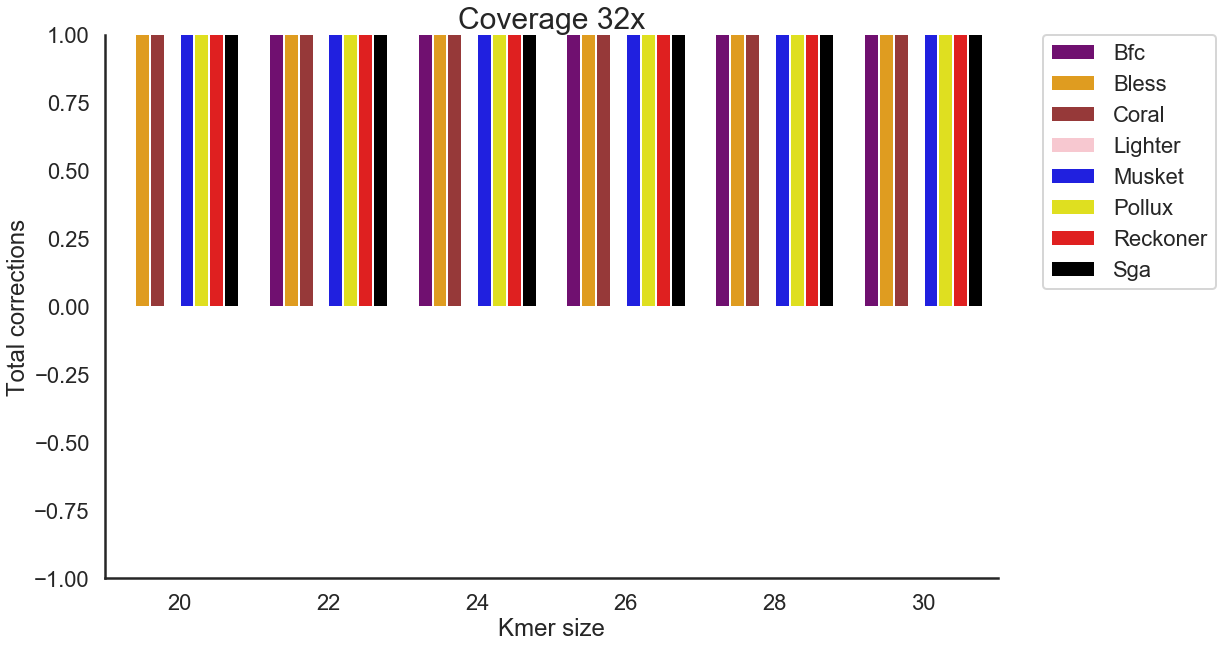 Coverage 32x
1.00
0.75
0.50
0.25
0.00
−0.25
−0.50
−0.75
−1.00
Total corrections
20 22 24 26 28 30
Kmer size
Bfc
Bless
Coral
Lighter
Musket
Pollux
Reckoner
Sga